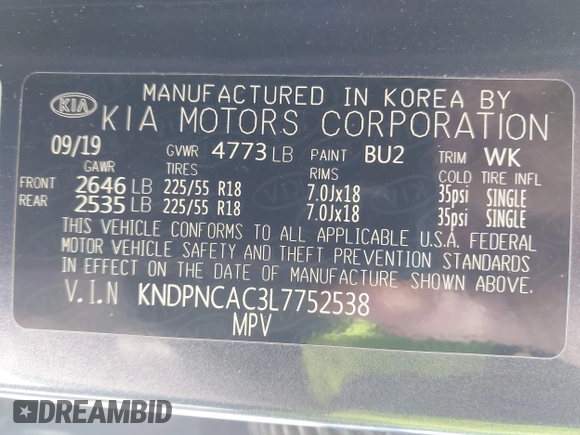 KIA
MANUFACTURED IN KOREA BY
KIA MOTORS CORPORATION
09/19 GVWR 4773 LB PAINT BU2 TRIM WK
GAWR TIRES RIMS COLD TIRE INFL
FRONT 2646 LB 225/55 R18 7.0Jx18 35psi SINGLE
REAR 2535 LB 225/55 R18 7.0Jx18 35psi SINGLE
THIS VEHICLE CONFORMS TO ALL APPLICABLE U.S.A. FEDERAL
MOTOR VEHICLE SAFETY AND THEFT PREVENTION STANDARDS
IN EFFECT ON THE DATE OF MANUFACTURE SHOWN ABOVE.
V.I.N KNDPNCAC3L7752538
MPV
DREAMBID